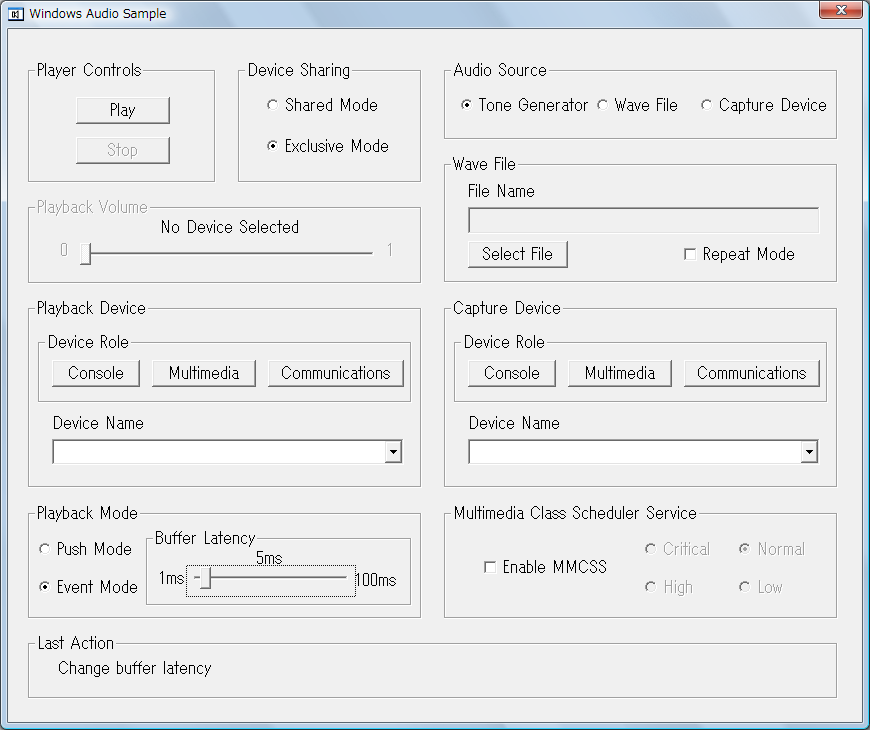 Windows Audio Sample
Player Controls
Play
Stop
Device Sharing
Shared Mode
Exclusive Mode
Audio Source
Tone Generator Wave File Capture Device
Playback Volume
No Device Selected
0 1
Wave File
File Name
Select File Repeat Mode
Playback Device
Device Role
Console Multimedia Communications
Device Name
Capture Device
Device Role
Console Multimedia Communications
Device Name
Playback Mode
Push Mode
Event Mode
Buffer Latency
5ms
1ms 100ms
Multimedia Class Scheduler Service
Enable MMCSS
Critical Normal
High Low
Last Action
Change buffer latency